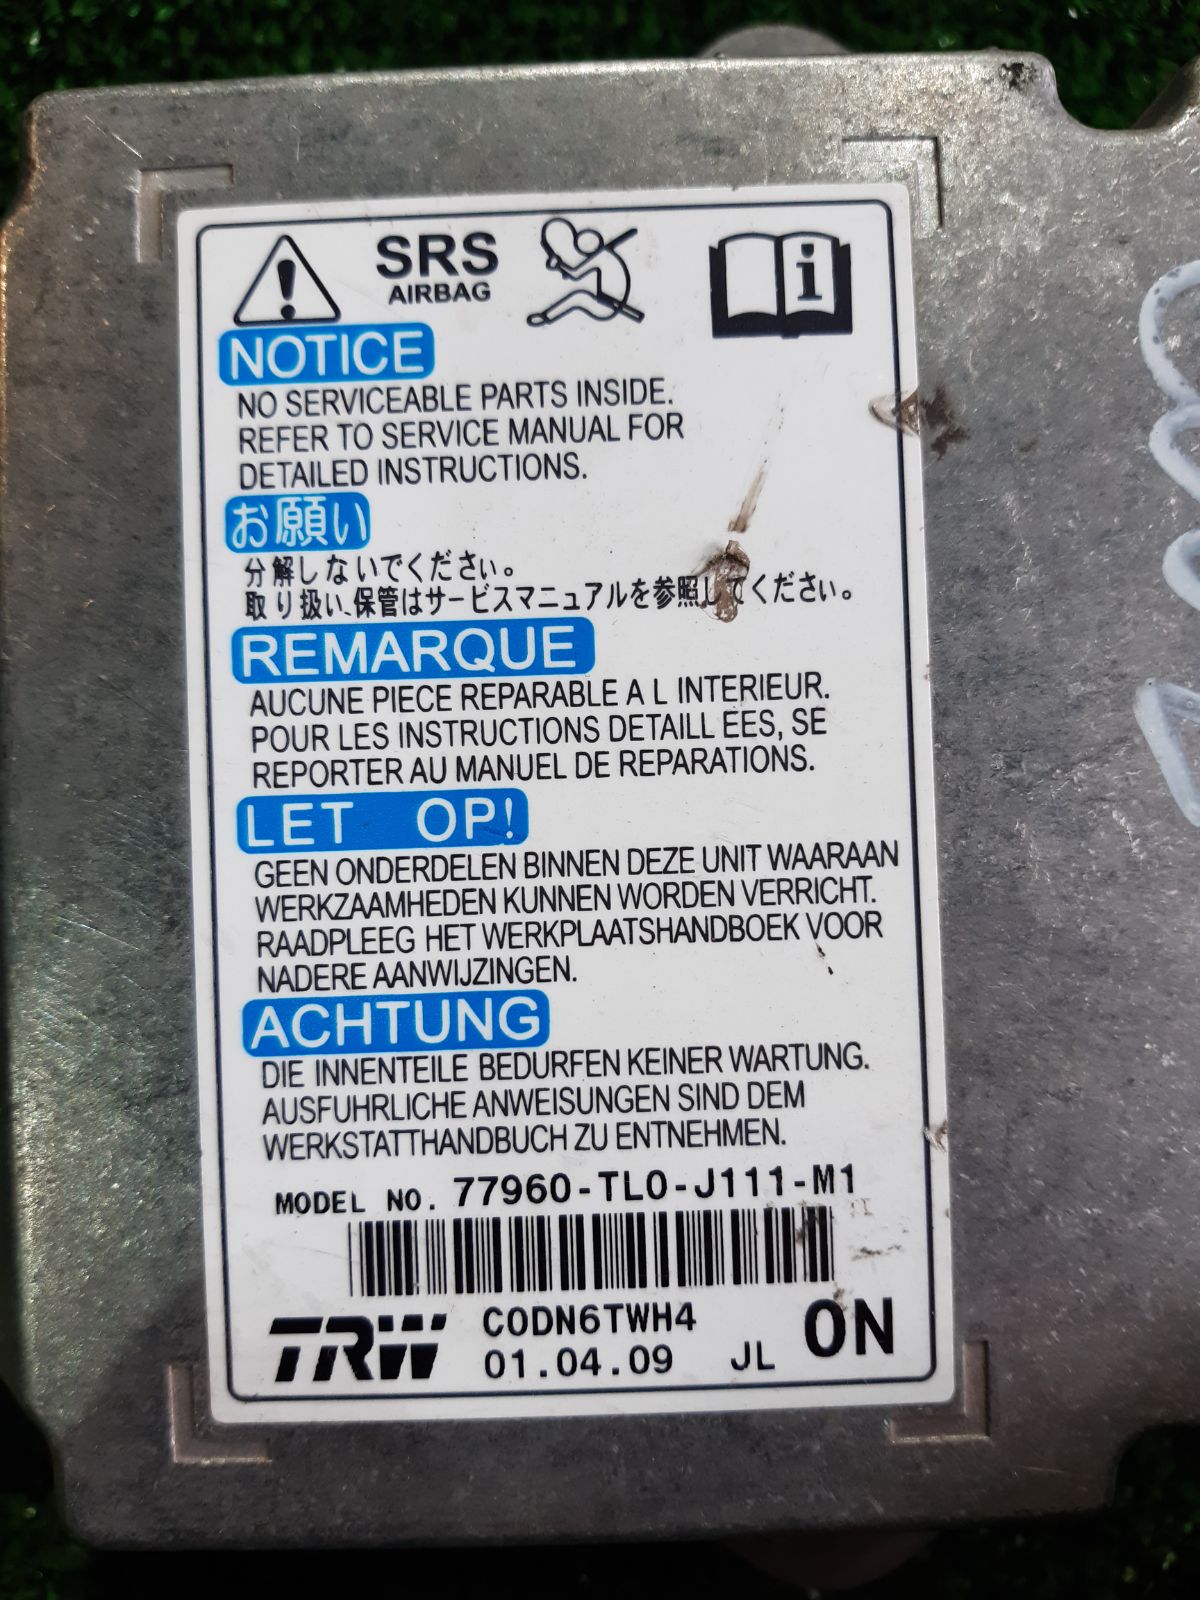 SRS
AIRBAG
NOTICE
NO SERVICEABLE PARTS INSIDE.
REFER TO SERVICE MANUAL FOR
DETAILED INSTRUCTIONS.
お願い
分解しないでください。
取り扱い、保管はサービスマニュアルを参照してください。
REMARQUE
AUCUNE PIECE REPARABLE A L INTERIEUR.
POUR LES INSTRUCTIONS DETAILL EES, SE
REPORTER AU MANUEL DE REPARATIONS.
LET OP!
GEEN ONDERDELEN BINNEN DEZE UNIT WAARAAN
WERKZAAMHEDEN KUNNEN WORDEN VERRICHT.
RAADPLEEG HET WERKPLAATSHANDBOEK VOOR
NADERE AANWIJZINGEN.
ACHTUNG
DIE INNENTEILE BEDURFEN KEINER WARTUNG.
AUSFUHRLICHE ANWEISUNGEN SIND DEM
WERKSTATTHANDBUCH ZU ENTNEHMEN.
MODEL NO. 77960-TL0-J111-M1
TRW C0DN6TWH4
01.04.09 JL 0N